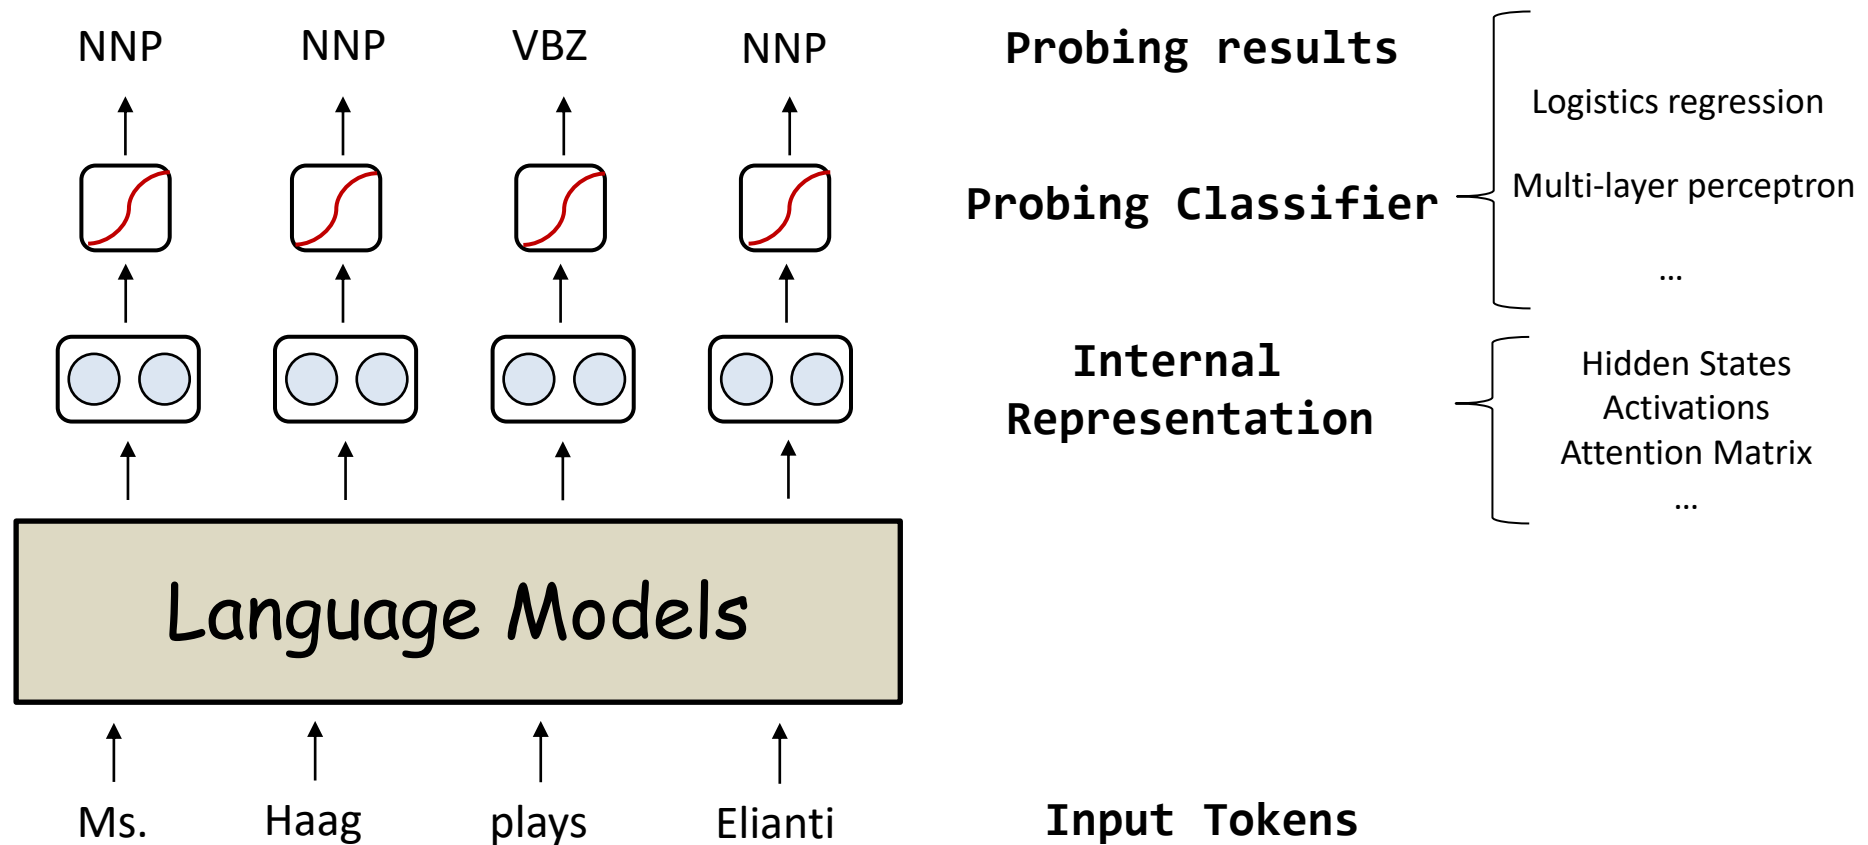 NNP NNP VBZ NNP
Probing results
Logistics regression
Probing Classifier
Multi-layer perceptron
...
Internal
Representation
Hidden States
Activations
Attention Matrix
...
Language Models
Ms. Haag plays Elianti
Input Tokens